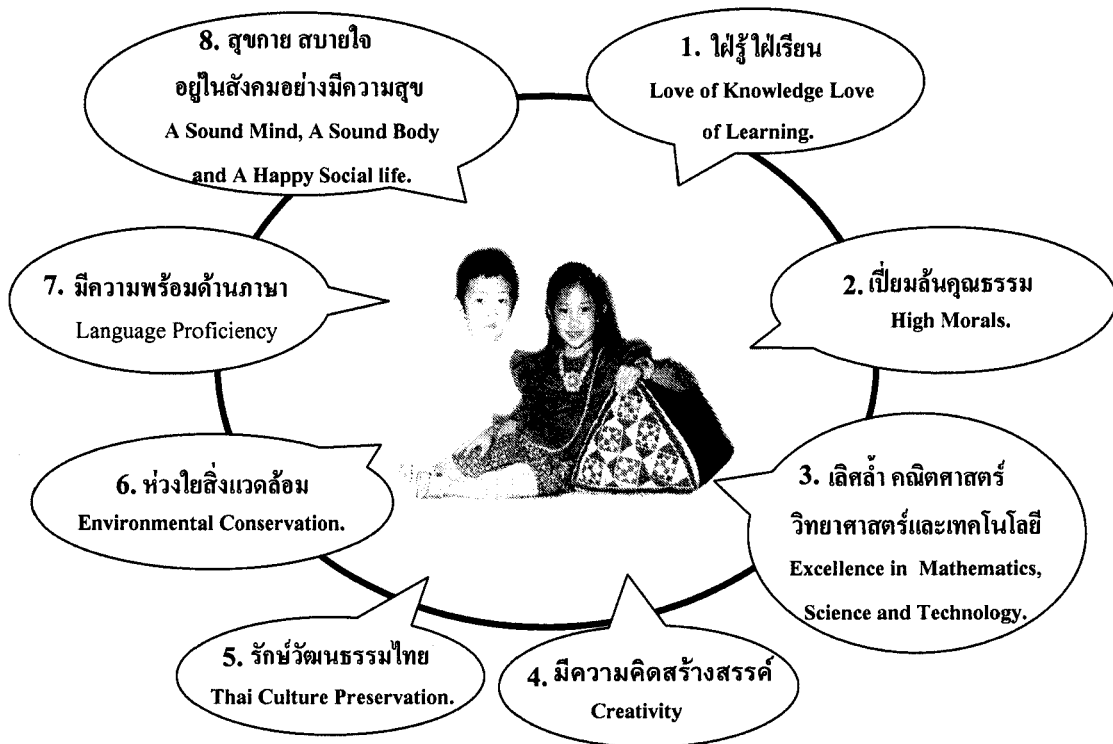 1. ใฝ่รู้ ใฝ่เรียน
Love of Knowledge Love
of Learning.
2. เปี่ยมล้นคุณธรรม
High Morals.
3. เลิศล้ำ คณิตศาสตร์
วิทยาศาสตร์และเทคโนโลยี
Excellence in Mathematics,
Science and Technology.
4. มีความคิดสร้างสรรค์
Creativity
5. รักษ์วัฒนธรรมไทย
Thai Culture Preservation.
6. ห่วงใยสิ่งแวดล้อม
Environmental Conservation.
7. มีความพร้อมด้านภาษา
Language Proficiency
8. สุขกาย สบายใจ
อยู่ในสังคมอย่างมีความสุข
A Sound Mind, A Sound Body
and A Happy Social life.